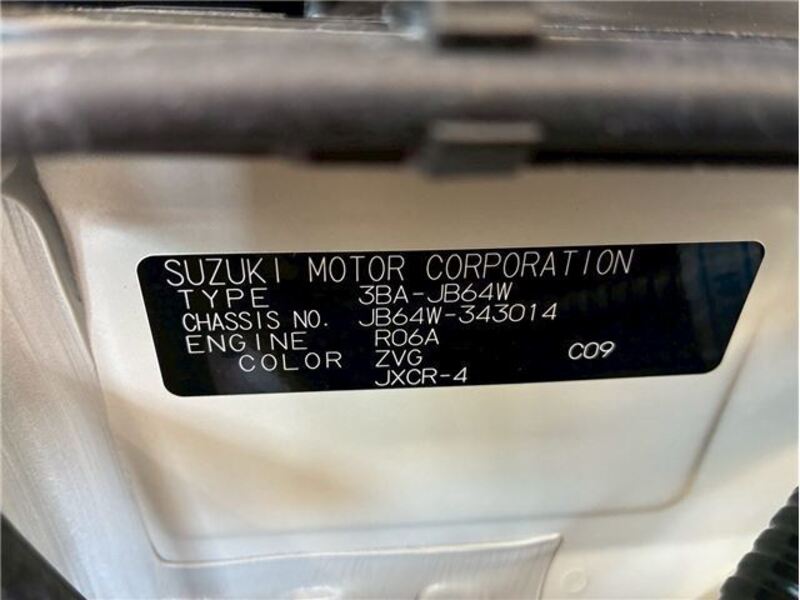 SUZUKI MOTOR CORPORATION
TYPE 3BA-JB64W
CHASSIS NO. JB64W-343014
ENGINE R06A
COLOR ZVG C09
JXCR-4